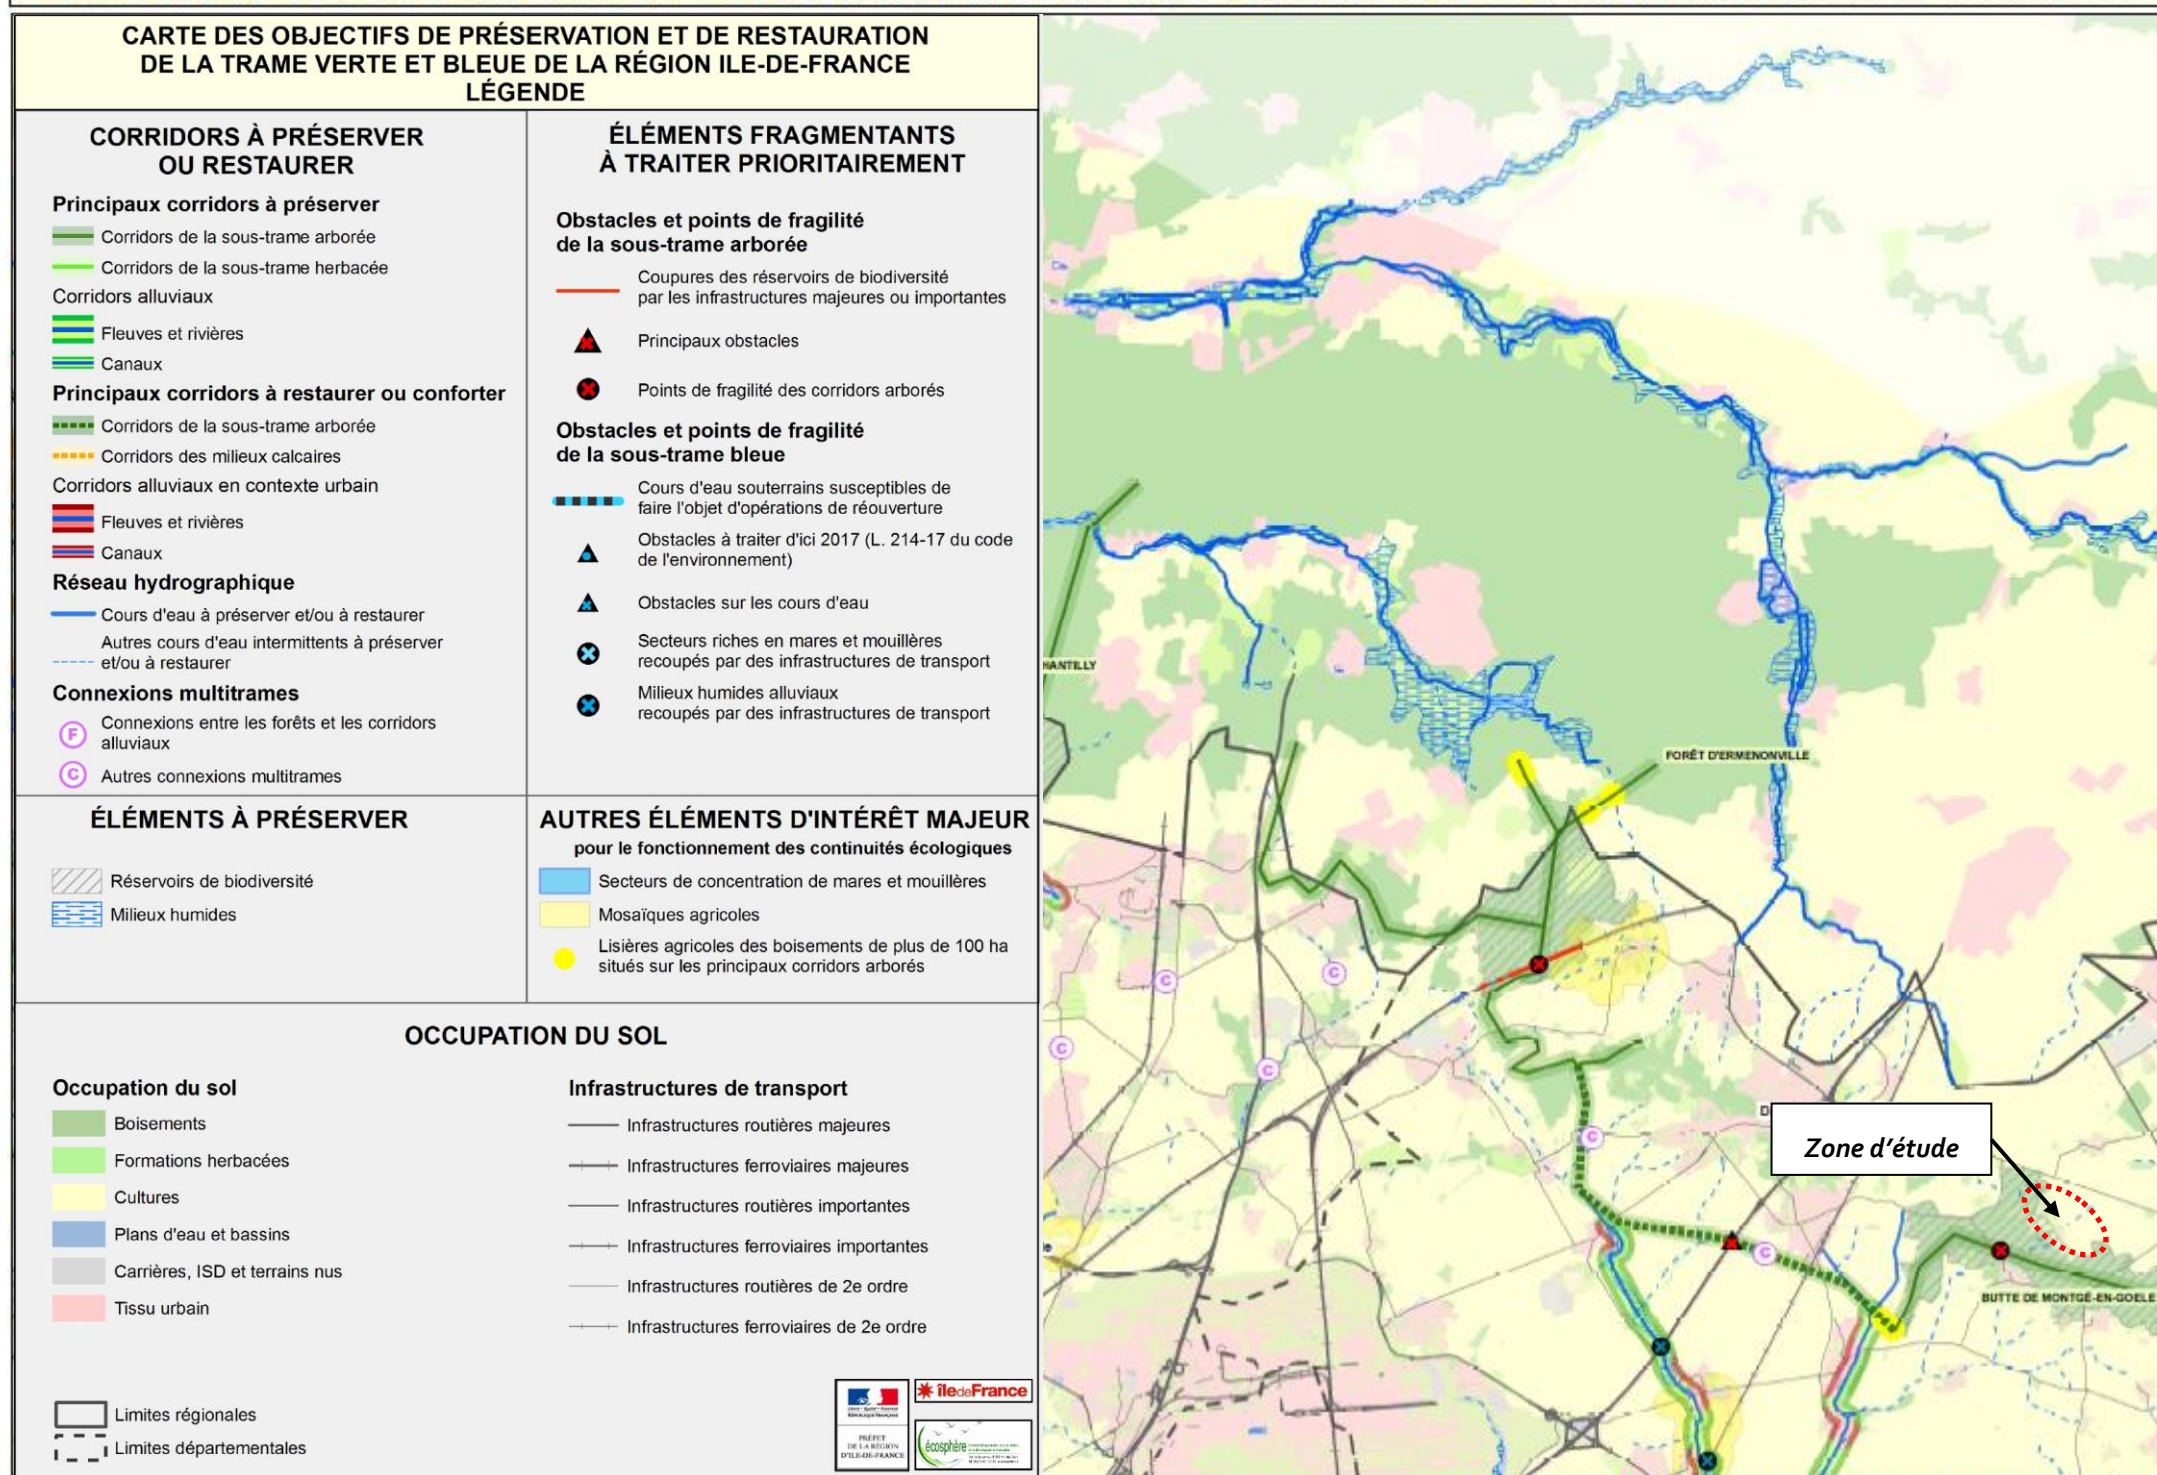 CARTE DES OBJECTIFS DE PRÉSERVATION ET DE RESTAURATION
DE LA TRAME VERTE ET BLEUE DE LA RÉGION ILE-DE-FRANCE
LÉGENDE
CORRIDORS À PRÉSERVER
OU RESTAURER
Principaux corridors à préserver
Corridors de la sous-trame arborée
Corridors de la sous-trame herbacée
Corridors alluviaux
Fleuves et rivières
Canaux
Principaux corridors à restaurer ou conforter
Corridors de la sous-trame arborée
Corridors des milieux calcaires
Corridors alluviaux en contexte urbain
Fleuves et rivières
Canaux
Réseau hydrographique
Cours d'eau à préserver et/ou à restaurer
Autres cours d'eau intermittents à préserver
et/ou à restaurer
Connexions multitrames
F
Connexions entre les forêts et les corridors
alluviaux
C
Autres connexions multitrames
ÉLÉMENTS FRAGMENTANTS
À TRAITER PRIORITAIREMENT
Obstacles et points de fragilité
de la sous-trame arborée
Coupures des réservoirs de biodiversité
par les infrastructures majeures ou importantes
Principaux obstacles
Points de fragilité des corridors arborés
Obstacles et points de fragilité
de la sous-trame bleue
Cours d'eau souterrains susceptibles de
faire l'objet d'opérations de réouverture
Obstacles à traiter d'ici 2017 (L. 214-17 du code
de l'environnement)
Obstacles sur les cours d'eau
Secteurs riches en mares et mouillères
recoupés par des infrastructures de transport
Milieux humides alluviaux
recoupés par des infrastructures de transport
ÉLÉMENTS À PRÉSERVER
Réservoirs de biodiversité
Milieux humides
AUTRES ÉLÉMENTS D'INTÉRÊT MAJEUR
pour le fonctionnement des continuités écologiques
Secteurs de concentration de mares et mouillères
Mosaïques agricoles
Lisières agricoles des boisements de plus de 100 ha
situés sur les principaux corridors arborés
OCCUPATION DU SOL
Occupation du sol
Boisements
Formations herbacées
Cultures
Plans d'eau et bassins
Carrières, ISD et terrains nus
Tissu urbain
Infrastructures de transport
Infrastructures routières majeures
Infrastructures ferroviaires majeures
Infrastructures routières importantes
Infrastructures ferroviaires importantes
Infrastructures routières de 2e ordre
Infrastructures ferroviaires de 2e ordre
Limites régionales
Limites départementales
PRÉFET
DE LA RÉGION
D'ILE-DE-FRANCE
îledeFrance
écosphère
HANTILLY
FORÊT D'ERMENONVILLE
C
C
C
C
C
C
D
Zone d'étude
BUTTE DE MONTGÉ-EN-GOELE